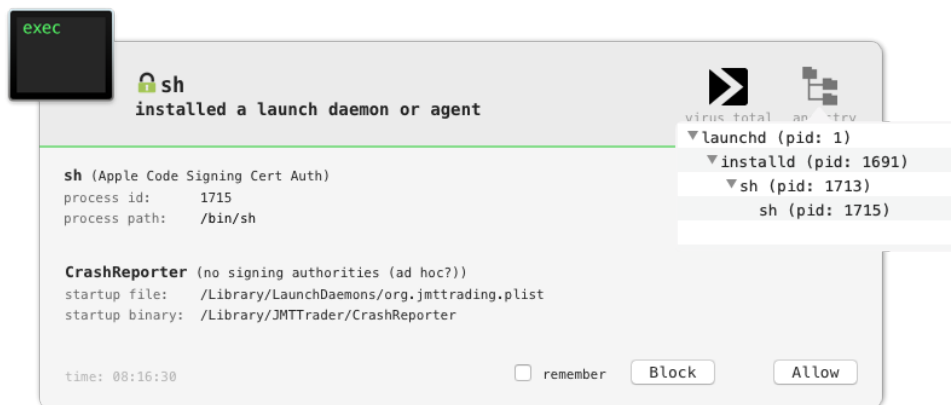 exec
sh
installed a launch daemon or agent
virus total
launchd (pid: 1)
installd (pid: 1691)
sh (pid: 1713)
sh (pid: 1715)
sh (Apple Code Signing Cert Auth)
process id: 1715
process path: /bin/sh
CrashReporter (no signing authorities (ad hoc?))
startup file: /Library/LaunchDaemons/org.jmttrading.plist
startup binary: /Library/JMTTrader/CrashReporter
time: 08:16:30
remember
Block
Allow